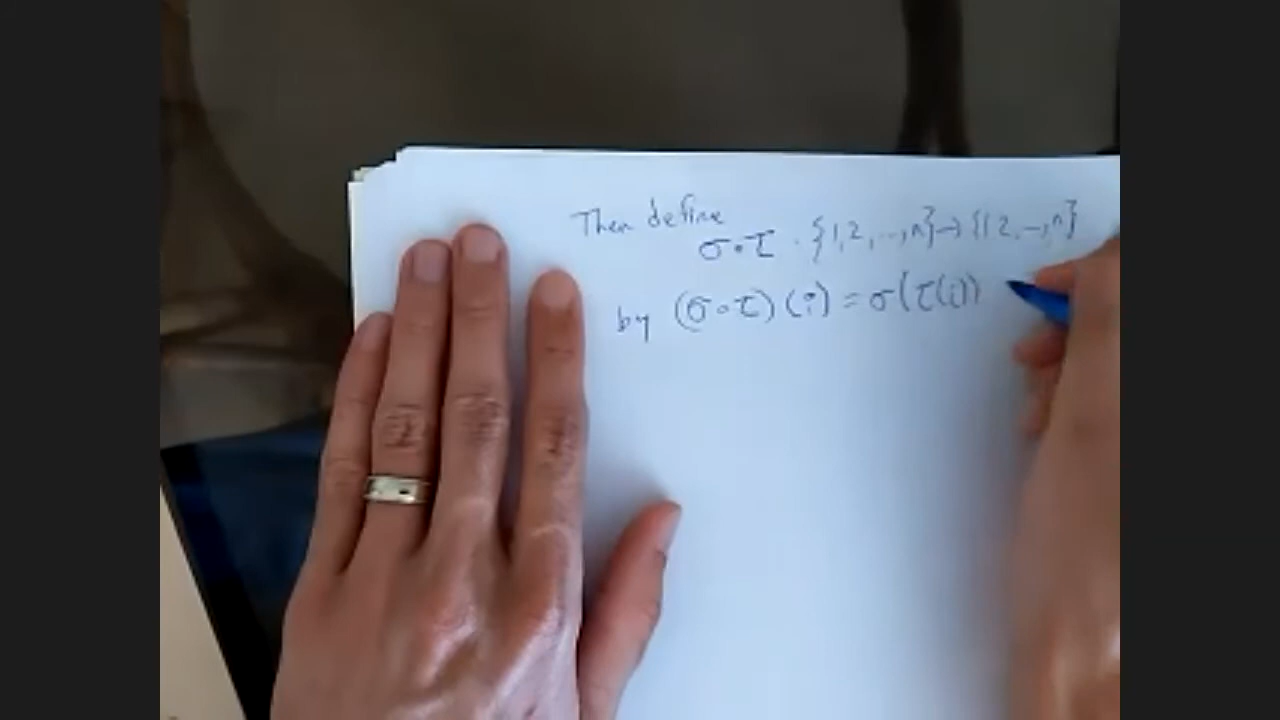 Then define
σ∘τ : {1,2,...,n} → {1,2,...,n}
by (σ∘τ)(i) = σ(τ(i))